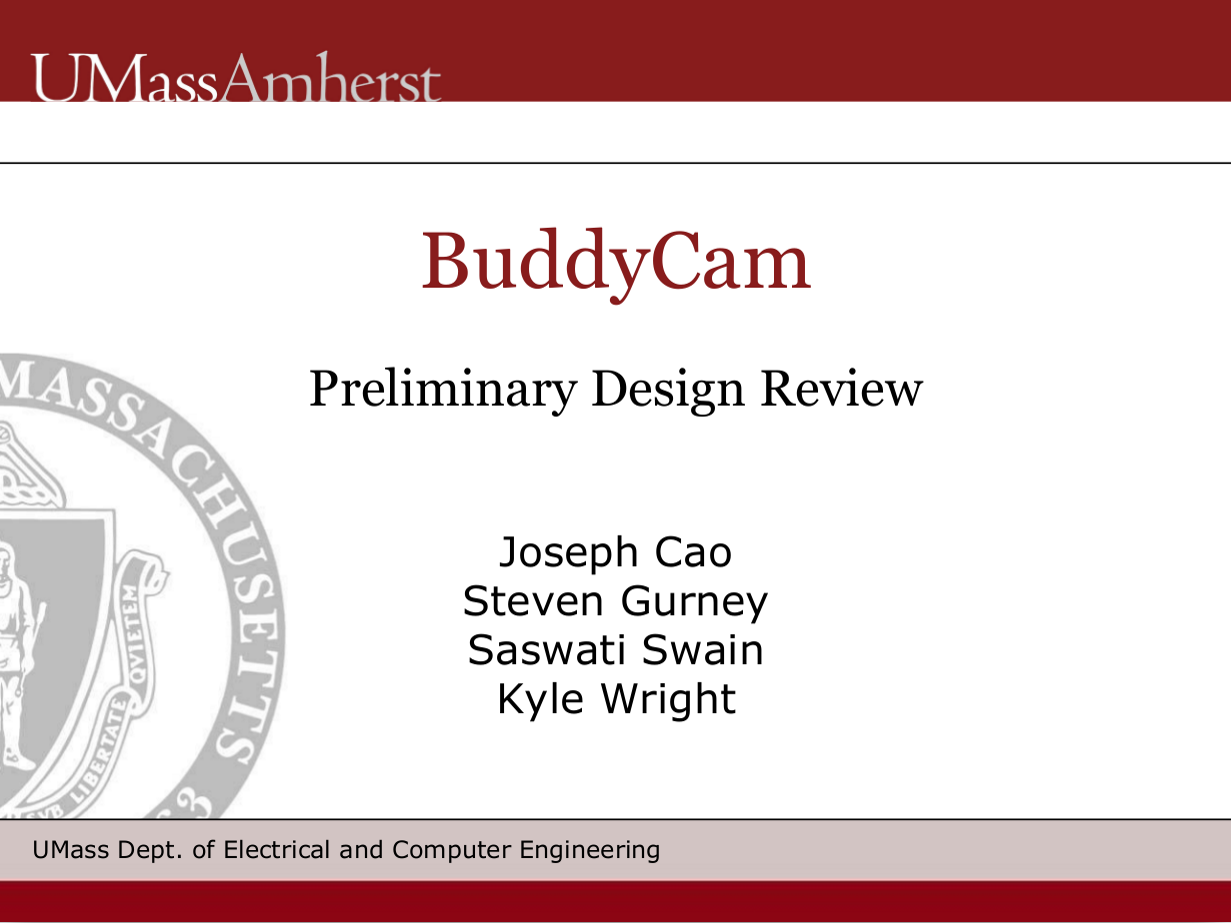 UMassAmherst
BuddyCam
Preliminary Design Review
MASSACHUSETTS
QVIETEM
LIBERTATE
SVB
63
Joseph Cao
Steven Gurney
Saswati Swain
Kyle Wright
UMass Dept. of Electrical and Computer Engineering